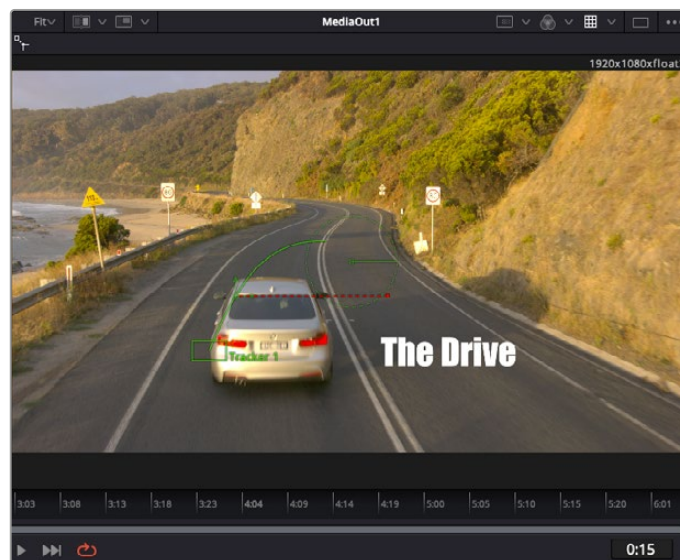 Fit MediaOut1
1920x1080xfloat
Tracker 1
The Drive
3:03 3:08 3:13 3:18 3:23 4:04 4:09 4:14 4:19 5:00 5:05 5:10 5:15 5:20 6:01
0:15